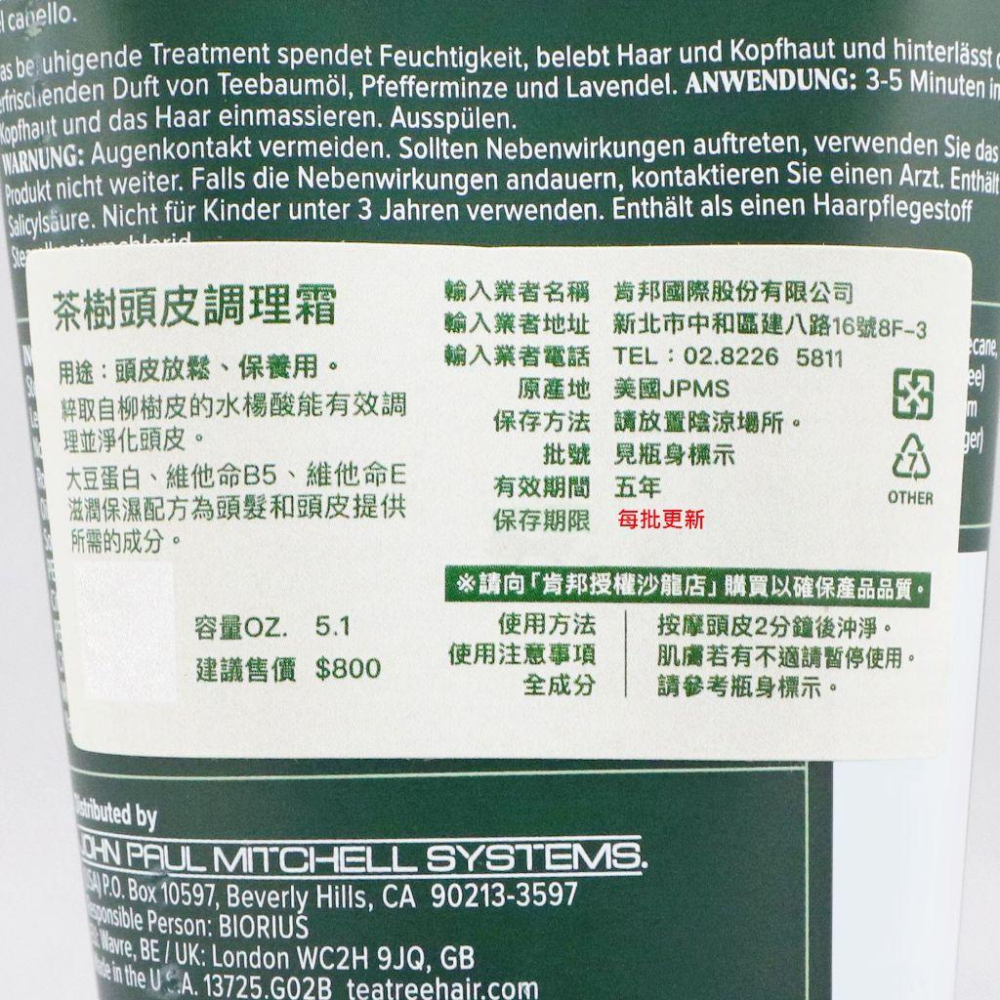 cabello.
uhigende Treatment spendet Feuchtigkeit, belebt Haar und Kopfhaut und hinterlässt
Duft von Teebaumöl, Pfefferminze und Lavendel. ANWENDUNG: 3-5 Minuten in
Kopfhaut und das Haar einmassieren. Ausspülen.
WARNUNG: Augenkontakt vermeiden. Sollten Nebenwirkungen auftreten, verwenden Sie das
Produkt nicht weiter. Falls die Nebenwirkungen andauern, kontaktieren Sie einen Arzt. Enthält
Salicylsäure. Nicht für Kinder unter 3 Jahren verwenden. Enthält als einen Haarpflegestoff
茶樹頭皮調理霜
用途：頭皮放鬆、保養用。
粹取自柳樹皮的水楊酸能有效調
理並淨化頭皮。
大豆蛋白、維他命B5、維他命E
滋潤保濕配方為頭髮和頭皮提供
所需的成分。
容量OZ. 5.1
建議售價 $800
輸入業者名稱 肯邦國際股份有限公司
輸入業者地址 新北市中和區建八路16號8F-3
輸入業者電話 TEL：02.8226 5811
原產地 美國JPMS
保存方法 請放置陰涼場所。
批號 見瓶身標示
有效期間 五年
保存期限 每批更新
7
OTHER
※請向「肯邦授權沙龍店」購買以確保產品品質。
使用方法 按摩頭皮2分鐘後沖淨。
使用注意事項 肌膚若有不適請暫停使用。
全成分 請參考瓶身標示。
Distributed by
JOHN PAUL MITCHELL SYSTEMS.
(USA) P.O. Box 10597, Beverly Hills, CA 90213-3597
Responsible Person: BIORIUS
Wavre, BE / UK: London WC2H 9JQ, GB
Made in the U.S.A. 13725.G02B teatreehair.com